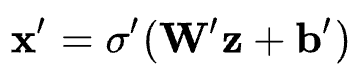 x′ = σ′(W′z + b′)